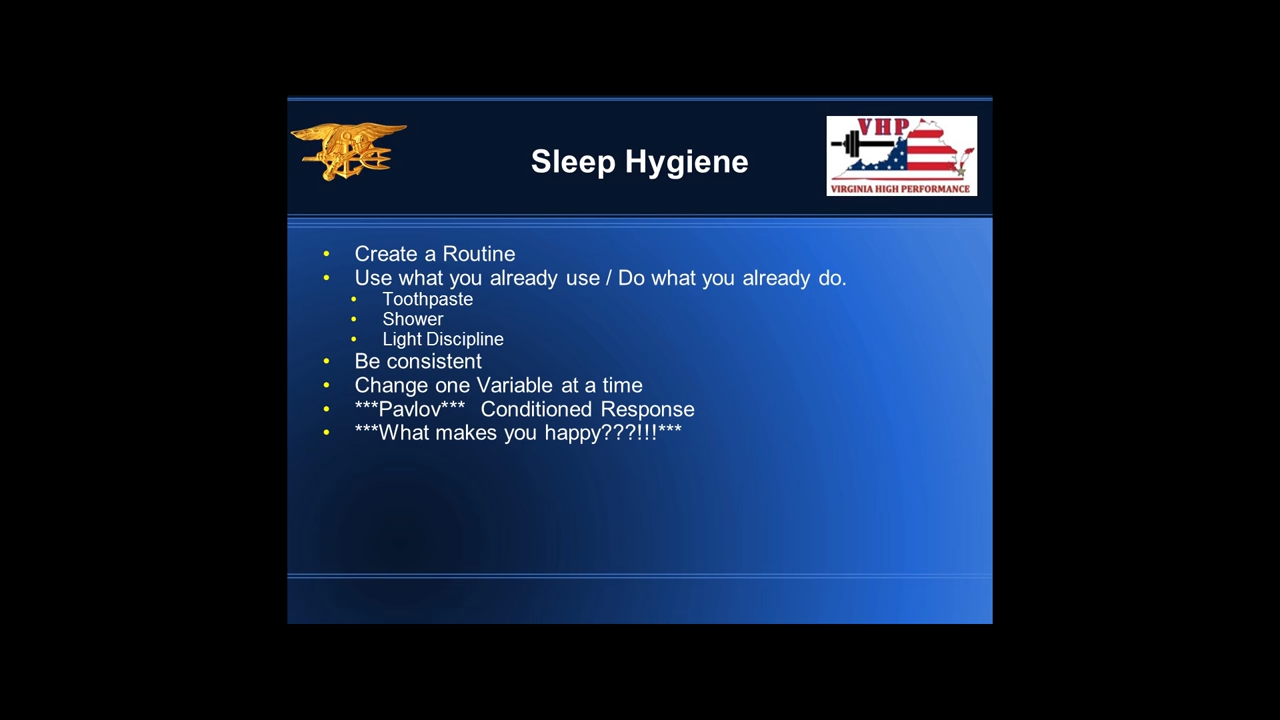 VHP
VIRGINIA HIGH PERFORMANCE
Sleep Hygiene
• Create a Routine
• Use what you already use / Do what you already do.
• Toothpaste
• Shower
• Light Discipline
• Be consistent
• Change one Variable at a time
• ***Pavlov*** Conditioned Response
• ***What makes you happy???!!!***